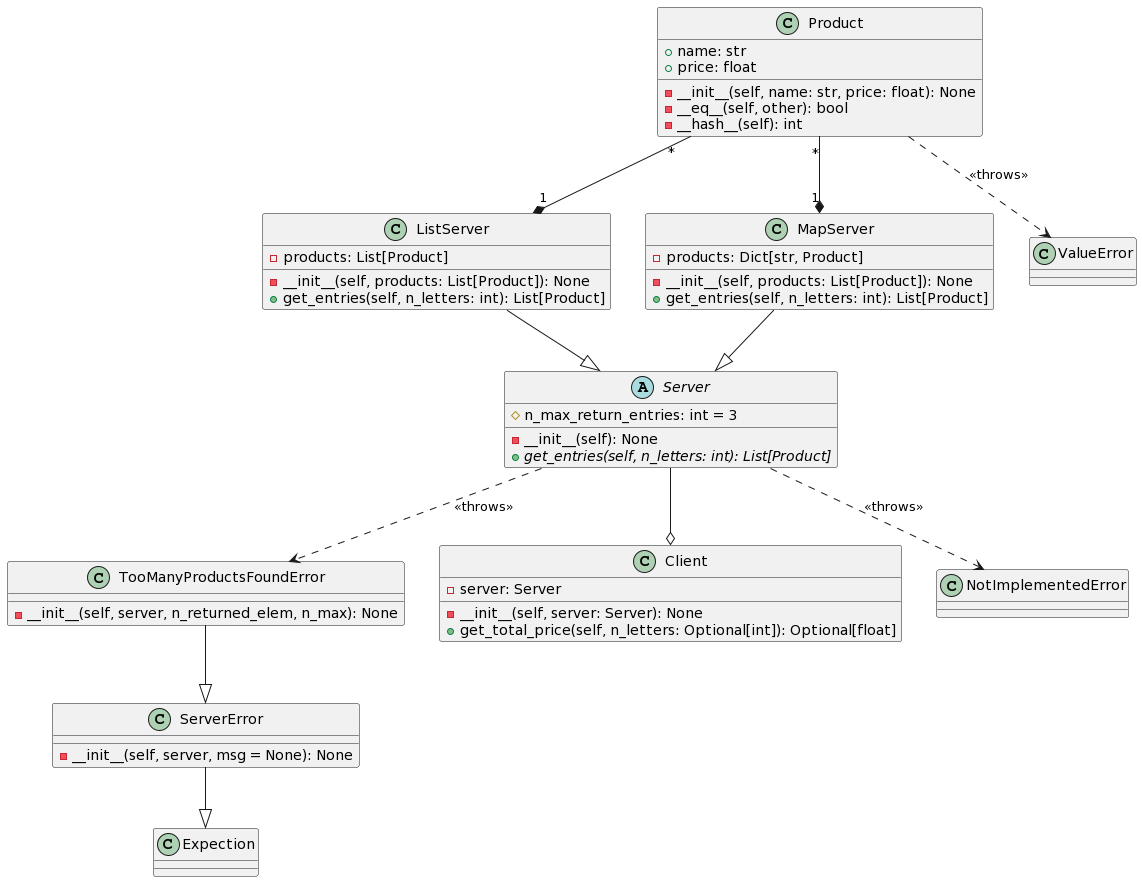 C Product
name: str
price: float
__init__(self, name: str, price: float): None
__eq__(self, other): bool
__hash__(self): int
*
*
«throws»
1
1
C ListServer
products: List[Product]
__init__(self, products: List[Product]): None
get_entries(self, n_letters: int): List[Product]
C MapServer
products: Dict[str, Product]
__init__(self, products: List[Product]): None
get_entries(self, n_letters: int): List[Product]
C ValueError
A Server
n_max_return_entries: int = 3
__init__(self): None
get_entries(self, n_letters: int): List[Product]
«throws»
«throws»
C TooManyProductsFoundError
__init__(self, server, n_returned_elem, n_max): None
C Client
server: Server
__init__(self, server: Server): None
get_total_price(self, n_letters: Optional[int]): Optional[float]
C NotImplementedError
C ServerError
__init__(self, server, msg = None): None
C Expection